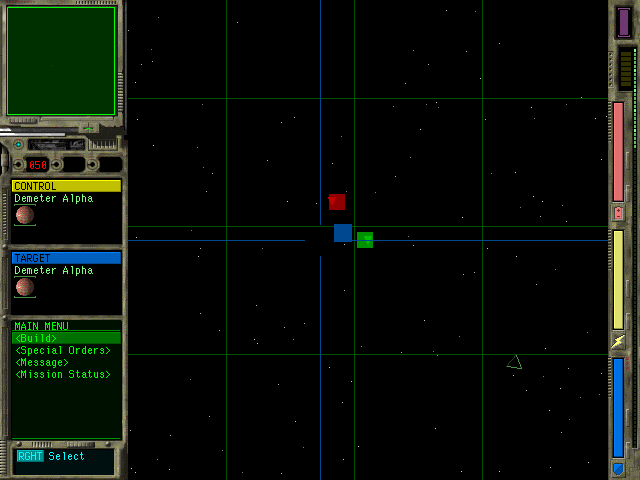 050
CONTROL
Demeter Alpha
TARGET
Demeter Alpha
MAIN MENU
<Build>
<Special Orders>
<Message>
<Mission Status>
RGHT Select